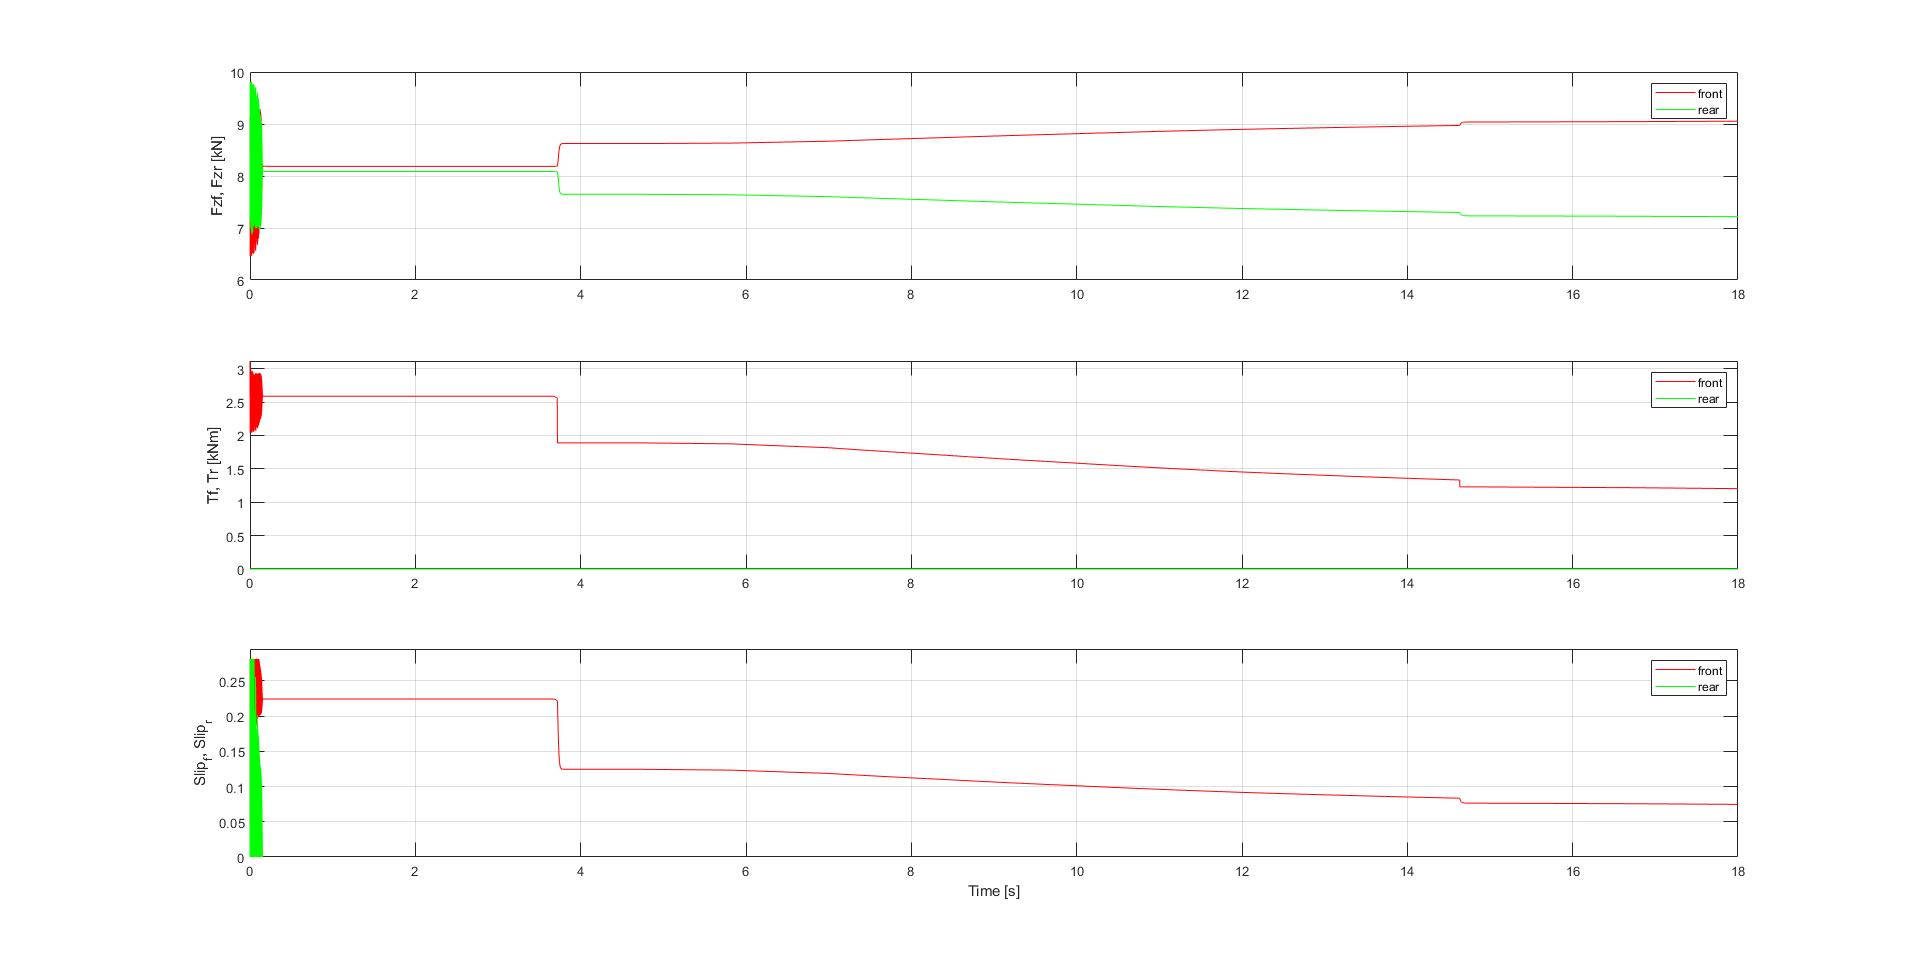 10
9
8
7
6
Fzf, Fzr [kN]
front
rear
0 2 4 6 8 10 12 14 16 18
3
2.5
2
1.5
1
0.5
0
Tf, Tr [kNm]
front
rear
0 2 4 6 8 10 12 14 16 18
0.25
0.2
0.15
0.1
0.05
0
Slipf, Slipr
front
rear
0 2 4 6 8 10 12 14 16 18
Time [s]